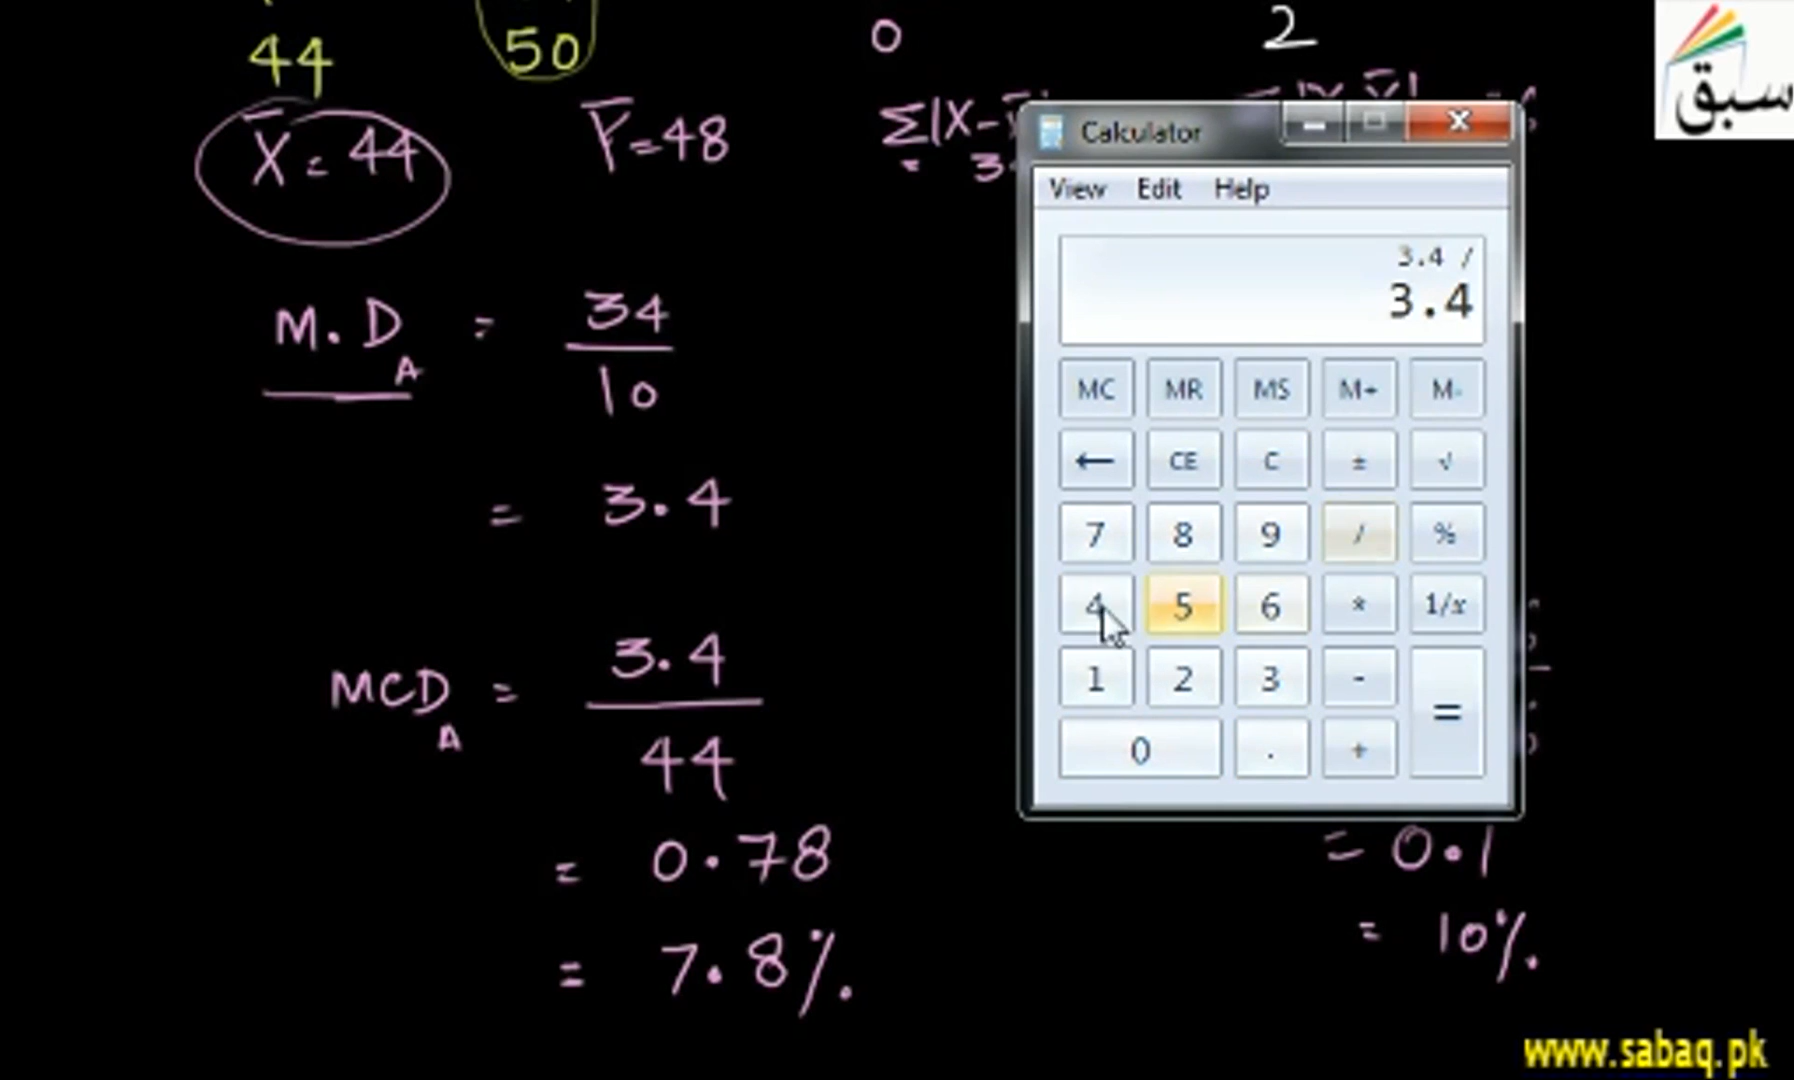 44
50
0
2
X̄ = 44
Ȳ = 48
Σ|X-
=
M.D A = 34 / 10
= 3.4
MCD A = 3.4 / 44
= 0.78
= 7.8%.
= 0.1
= 10%.
Calculator
View Edit Help
3.4 /
3.4
MC MR MS M+ M-
← CE C ± √
7 8 9 / %
4 5 6 * 1/x
1 2 3 - =
0 . +
سبق
www.sabaq.pk